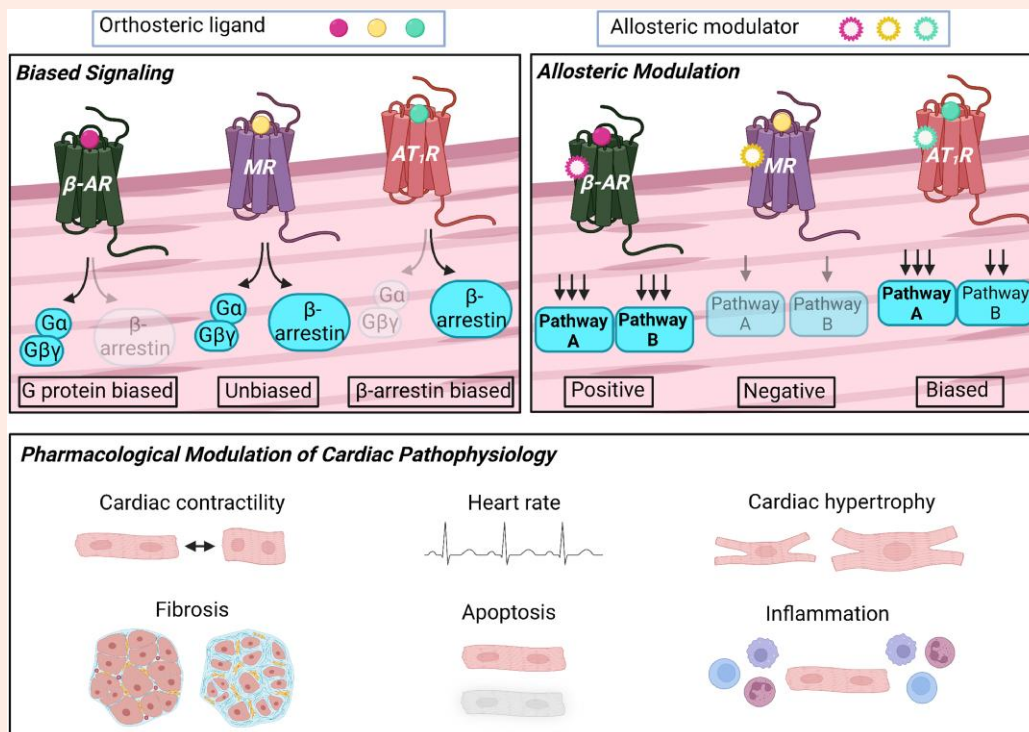 Orthosteric ligand
Allosteric modulator
Biased Signaling
β-AR
MR
AT₁R
Gα
Gβγ
β-
arrestin
Gα
Gβγ
β-
arrestin
Gα
Gβγ
β-
arrestin
G protein biased
Unbiased
β-arrestin biased
Allosteric Modulation
β-AR
MR
AT₁R
Pathway
A
Pathway
B
Pathway
A
Pathway
B
Pathway
A
Pathway
B
Positive
Negative
Biased
Pharmacological Modulation of Cardiac Pathophysiology
Cardiac contractility
Heart rate
Cardiac hypertrophy
Fibrosis
Apoptosis
Inflammation